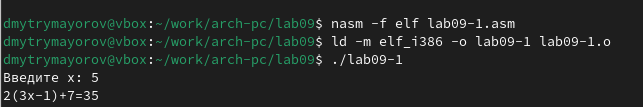 dmytrymayorov@vbox:~/work/arch-pc/lab09$ nasm -f elf lab09-1.asm
dmytrymayorov@vbox:~/work/arch-pc/lab09$ ld -m elf_i386 -o lab09-1 lab09-1.o
dmytrymayorov@vbox:~/work/arch-pc/lab09$ ./lab09-1
Введите x: 5
2(3x-1)+7=35